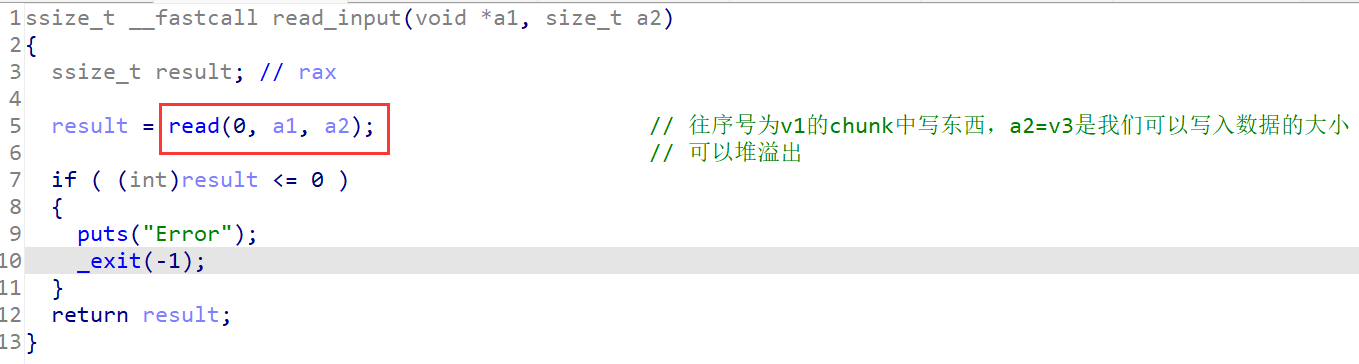 1 ssize_t __fastcall read_input(void *a1, size_t a2)
2 {
3   ssize_t result; // rax
4
5   result = read(0, a1, a2);                     // 往序号为v1的chunk中写东西，a2=v3是我们可以写入数据的大小
6                                                 // 可以堆溢出
7   if ( (int)result <= 0 )
8   {
9     puts("Error");
10     _exit(-1);
11   }
12   return result;
13 }